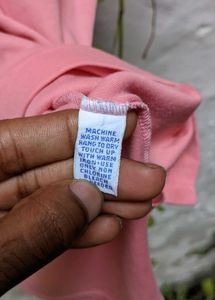 MACHINE
WASH WARM
HANG TO DRY
TOUCH UP
WITH WARM
IRON • USE
ONLY NON
CHLORINE
BLEACH